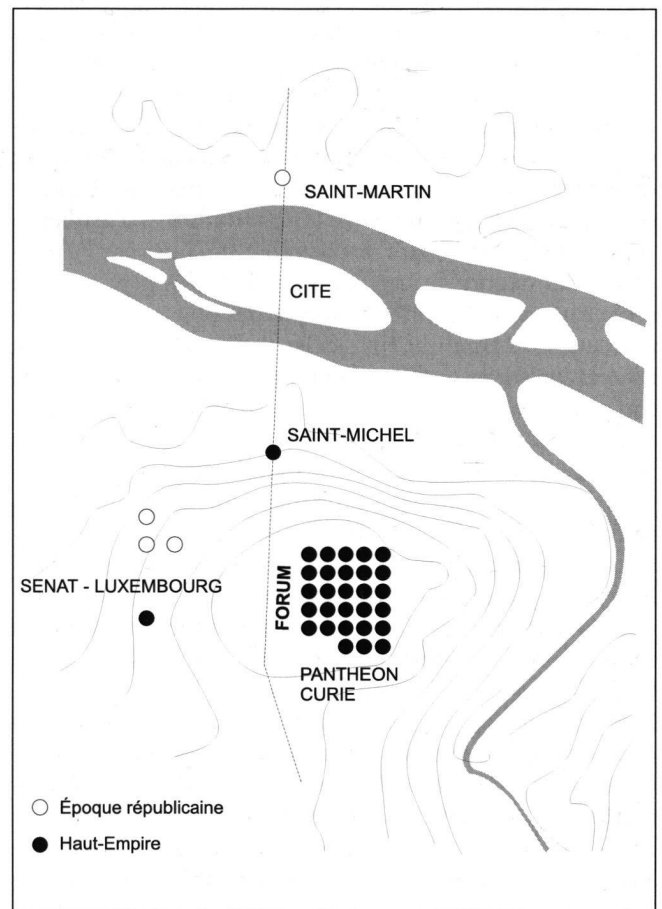 SAINT-MARTIN
CITE
SAINT-MICHEL
SENAT - LUXEMBOURG
FORUM
PANTHEON
CURIE
Époque républicaine
Haut-Empire